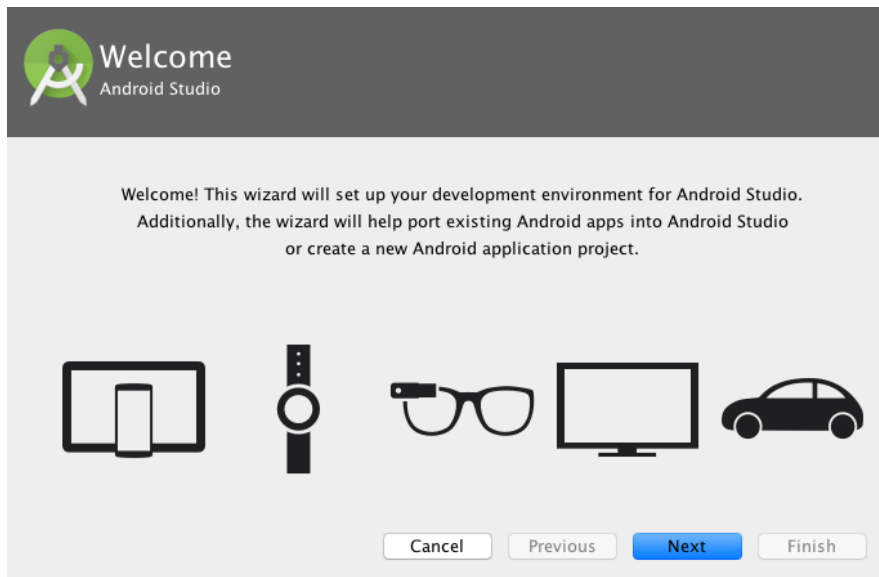 Welcome
Android Studio
Welcome! This wizard will set up your development environment for Android Studio.
Additionally, the wizard will help port existing Android apps into Android Studio
or create a new Android application project.
Cancel
Previous
Next
Finish